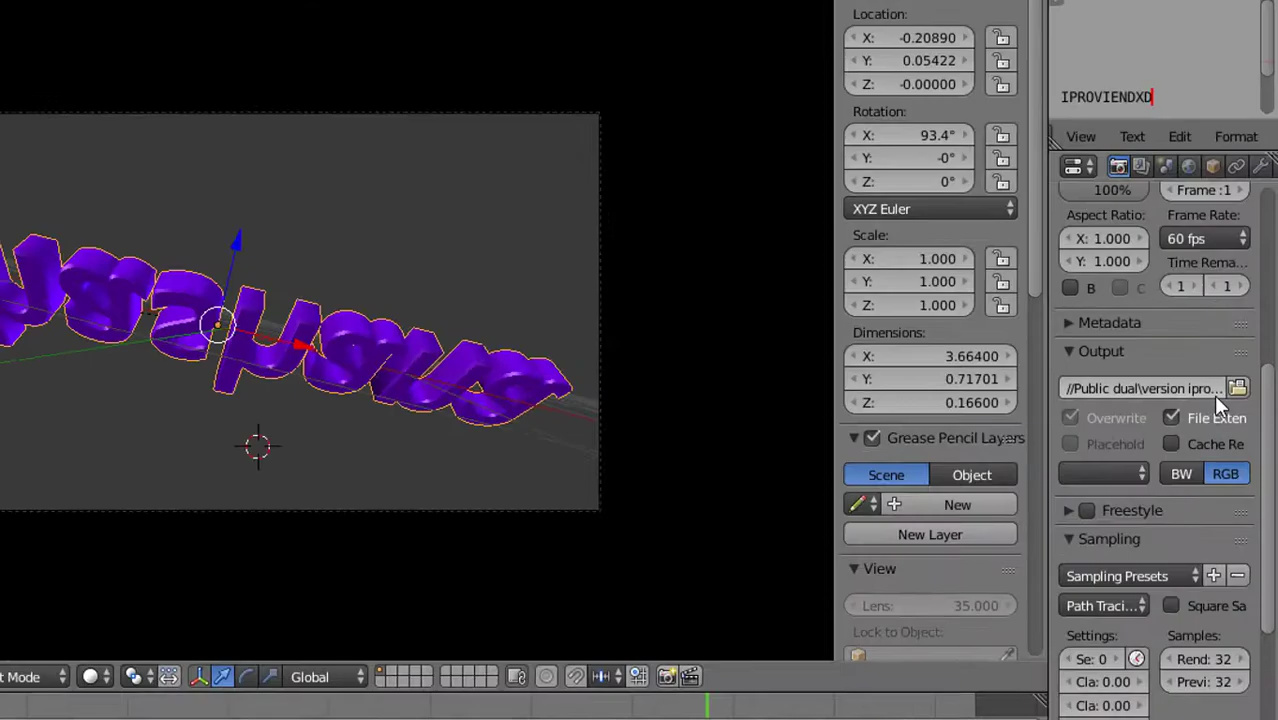 Location:
X: -0.20890
Y: 0.05422
Z: -0.00000
Rotation:
X: 93.4°
Y: -0°
Z: 0°
XYZ Euler
Scale:
X: 1.000
Y: 1.000
Z: 1.000
Dimensions:
X: 3.66400
Y: 0.71701
Z: 0.16600
Grease Pencil Layers
Scene Object
New
New Layer
View
Lens: 35.000
Lock to Object:
IPROVIENDXD
View Text Edit Format
100% Frame :1
Aspect Ratio: Frame Rate:
X: 1.000 60 fps
Y: 1.000 Time Rema...
B C 1 1
Metadata
Output
//Public dual\version ipro...
Overwrite File Exten
Placehold Cache Re
BW RGB
Freestyle
Sampling
Sampling Presets
Path Traci... Square Sa
Settings: Samples:
Se: 0 Rend: 32
Cla: 0.00 Previ: 32
Cla: 0.00
t Mode Global